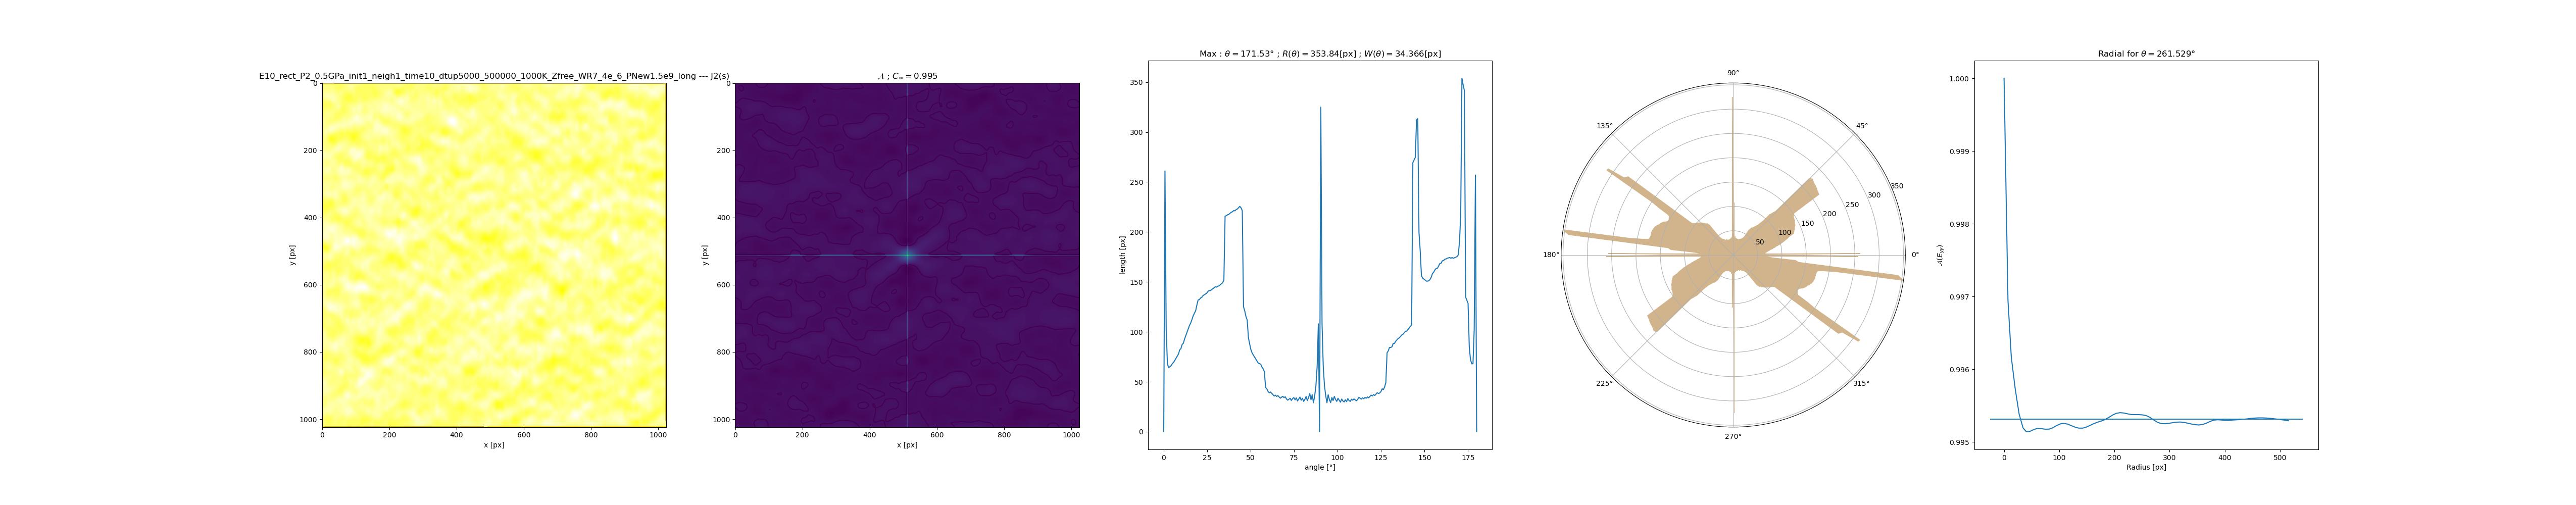 E10_rect_P2_0.5GPa_init1_neigh1_time10_dtup5000_500000_1000K_Zfree_WR7_4e_6_PNew1.5e9_long --- J2(s)
0
200
400
600
800
1000
y [px]
0 200 400 600 800 1000
x [px]
𝒜 ; C∞ = 0.995
0
200
400
600
800
1000
y [px]
0 200 400 600 800 1000
x [px]
Max : θ = 171.53° ; R(θ) = 353.84[px] ; W(θ) = 34.366[px]
350
300
250
200
150
100
50
0
length [px]
0 25 50 75 100 125 150 175
angle [°]
90°
135° 45°
180° 0°
225° 315°
270°
50 100 150 200 250 300 350
Radial for θ = 261.529°
1.000
0.999
0.998
0.997
0.996
0.995
0 100 200 300 400 500
Radius [px]